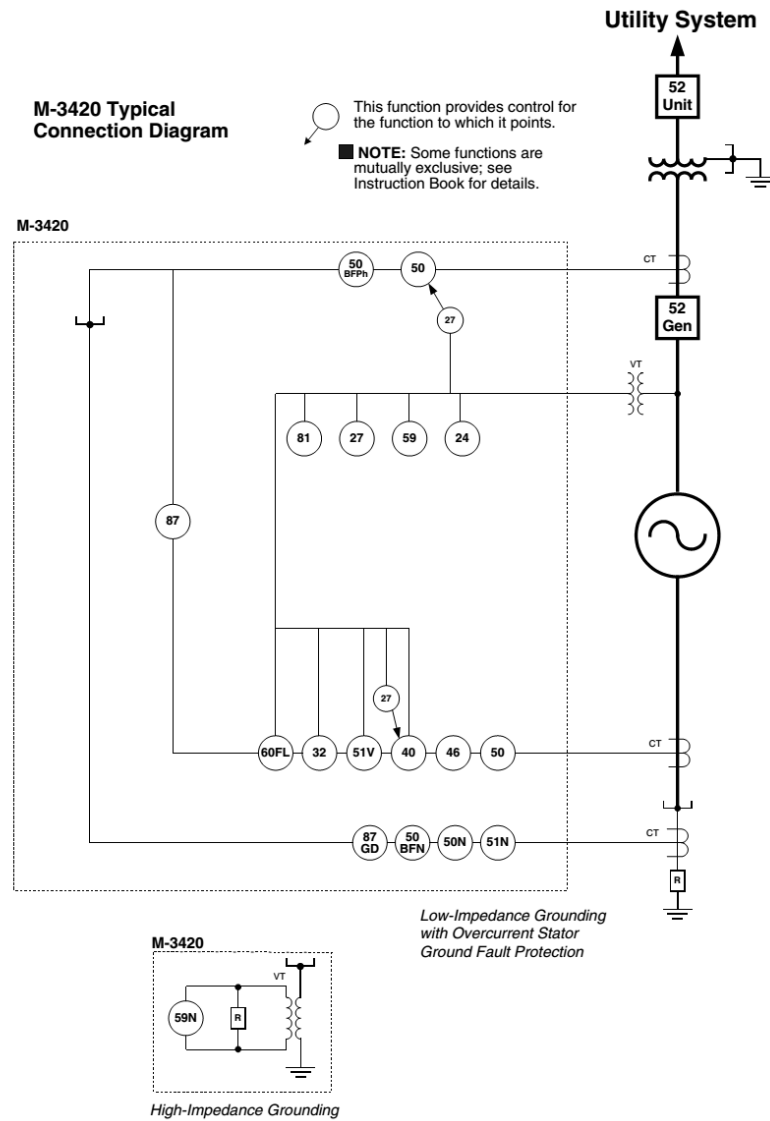 Utility System
52
Unit
M-3420 Typical
Connection Diagram
This function provides control for
the function to which it points.
NOTE: Some functions are
mutually exclusive; see
Instruction Book for details.
M-3420
50
BFPh
50
CT
27
52
Gen
VT
81
27
59
24
87
27
60FL
32
51V
40
46
50
CT
87
GD
50
BFN
50N
51N
CT
R
Low-Impedance Grounding
with Overcurrent Stator
Ground Fault Protection
M-3420
VT
59N
R
High-Impedance Grounding